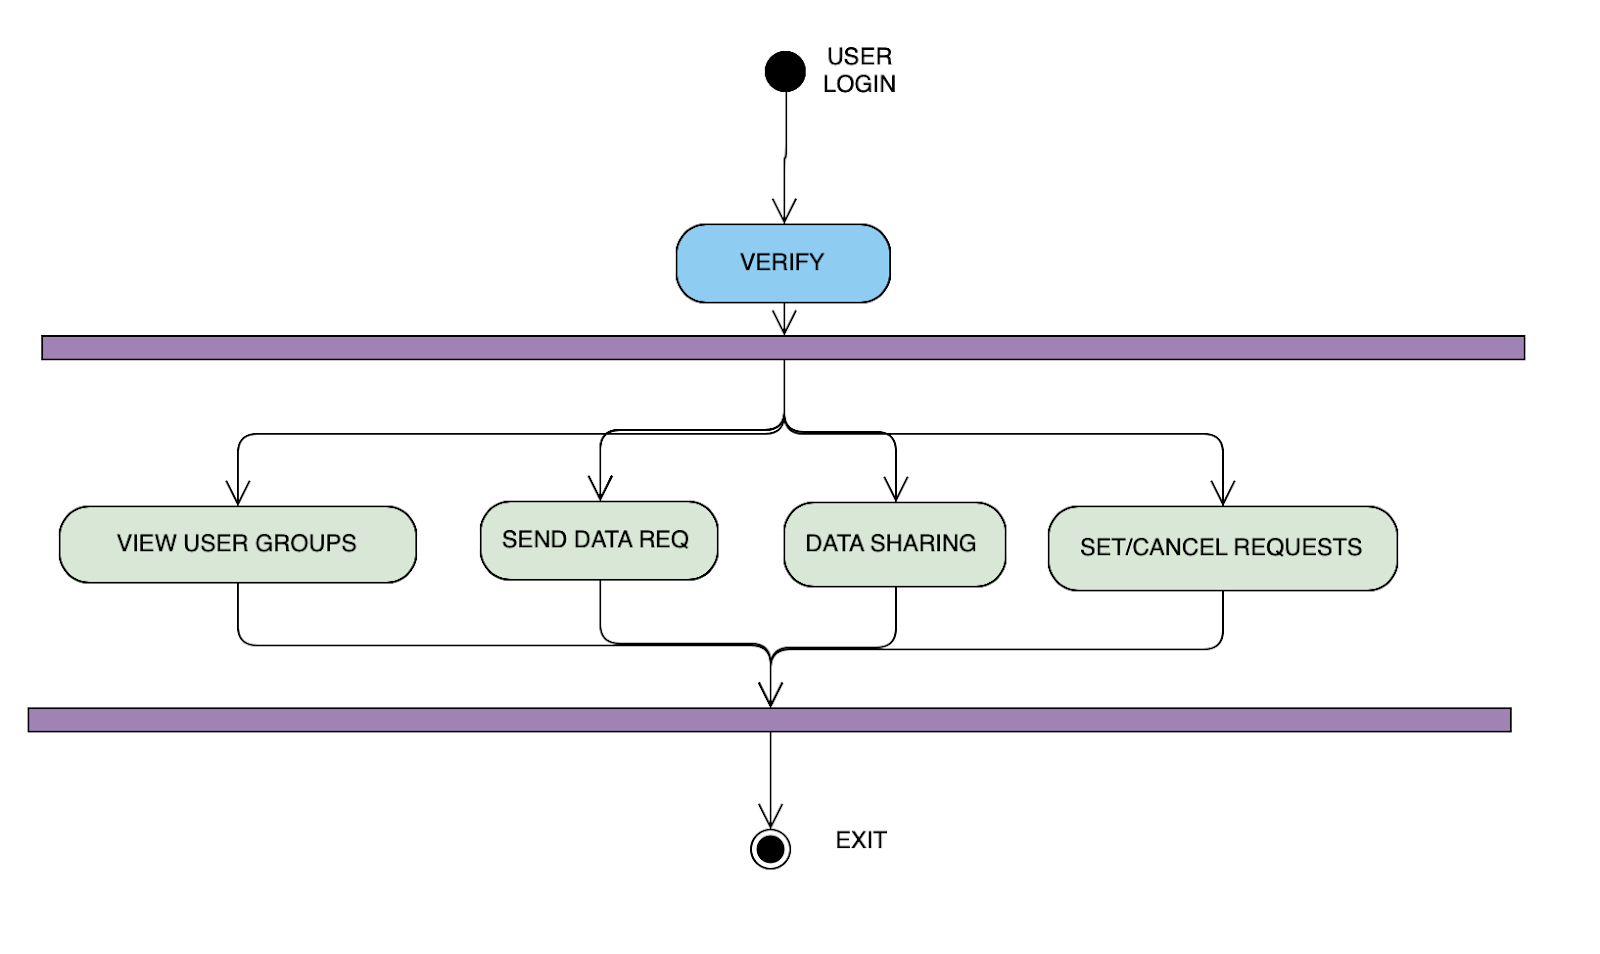 USER
LOGIN
VERIFY
VIEW USER GROUPS
SEND DATA REQ
DATA SHARING
SET/CANCEL REQUESTS
EXIT